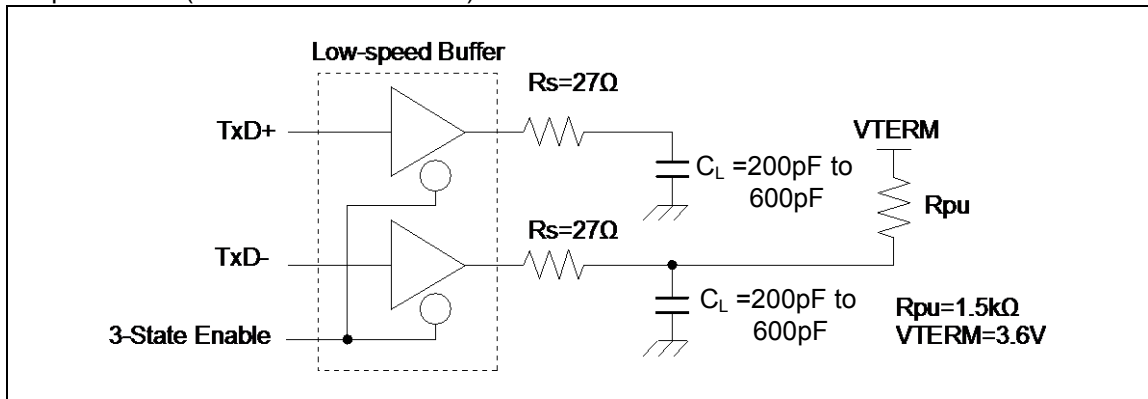 Low-speed Buffer
Rs=27Ω
TxD+
VTERM
C_L =200pF to
600pF
Rpu
Rs=27Ω
TxD-
C_L =200pF to
600pF
Rpu=1.5kΩ
VTERM=3.6V
3-State Enable